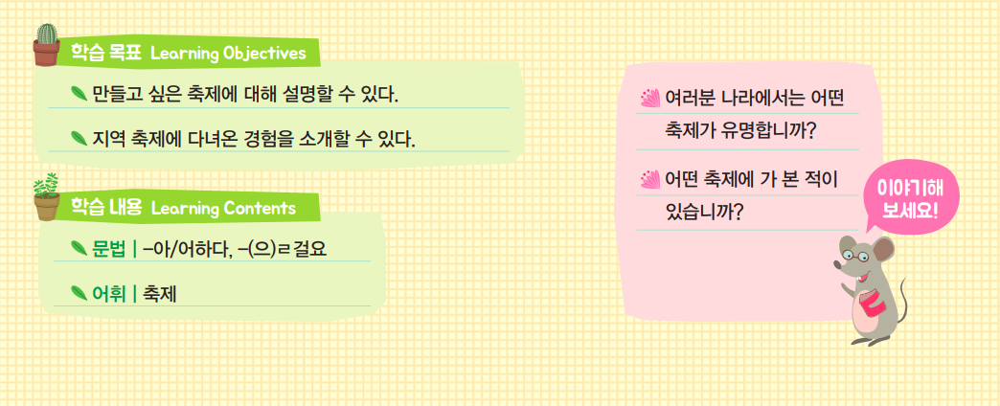 학습 목표 Learning Objectives
만들고 싶은 축제에 대해 설명할 수 있다.
지역 축제에 다녀온 경험을 소개할 수 있다.
학습 내용 Learning Contents
문법 | –아/어하다, –(으)ㄹ걸요
어휘 | 축제
여러분 나라에서는 어떤
축제가 유명합니까?
어떤 축제에 가 본 적이
있습니까?
이야기해
보세요!